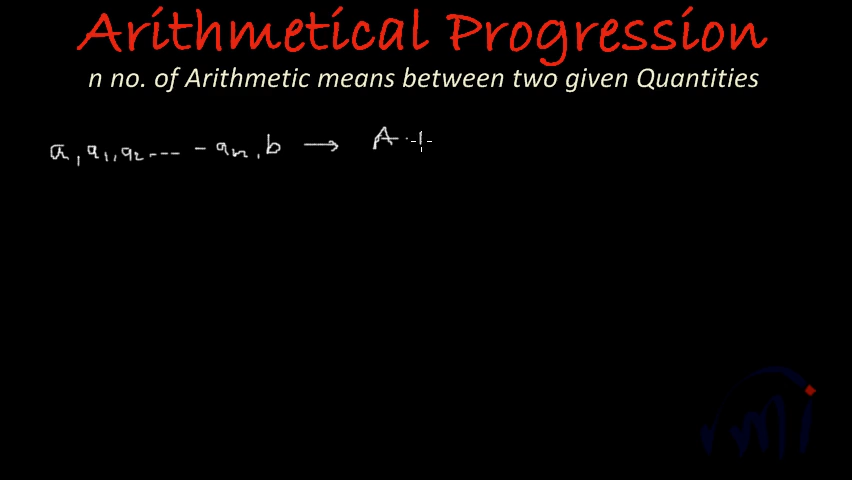 Arithmetical Progression
n no. of Arithmetic means between two given Quantities
a, a₁, a₂ ---- - aₙ, b → A.